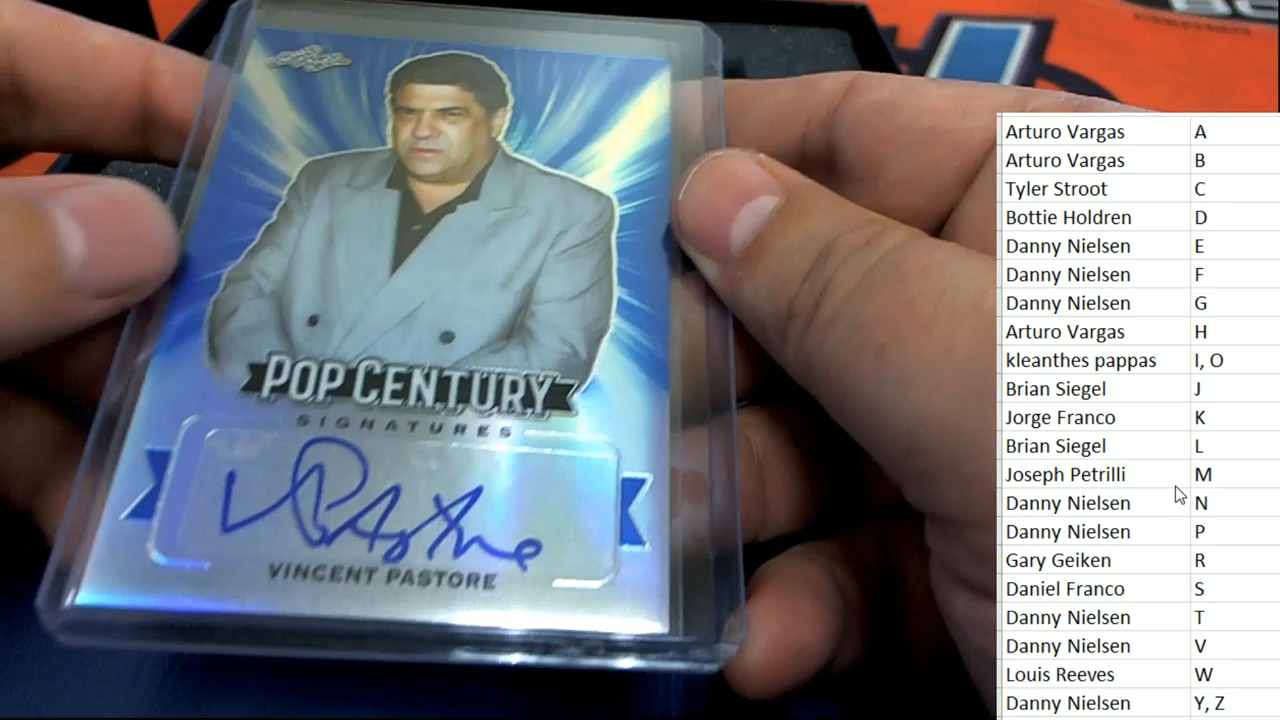 POP CENTURY
SIGNATURES
VINCENT PASTORE
Arturo Vargas A
Arturo Vargas B
Tyler Stroot C
Bottie Holdren D
Danny Nielsen E
Danny Nielsen F
Danny Nielsen G
Arturo Vargas H
kleanthes pappas I, O
Brian Siegel J
Jorge Franco K
Brian Siegel L
Joseph Petrilli M
Danny Nielsen N
Danny Nielsen P
Gary Geiken R
Daniel Franco S
Danny Nielsen T
Danny Nielsen V
Louis Reeves W
Danny Nielsen Y, Z